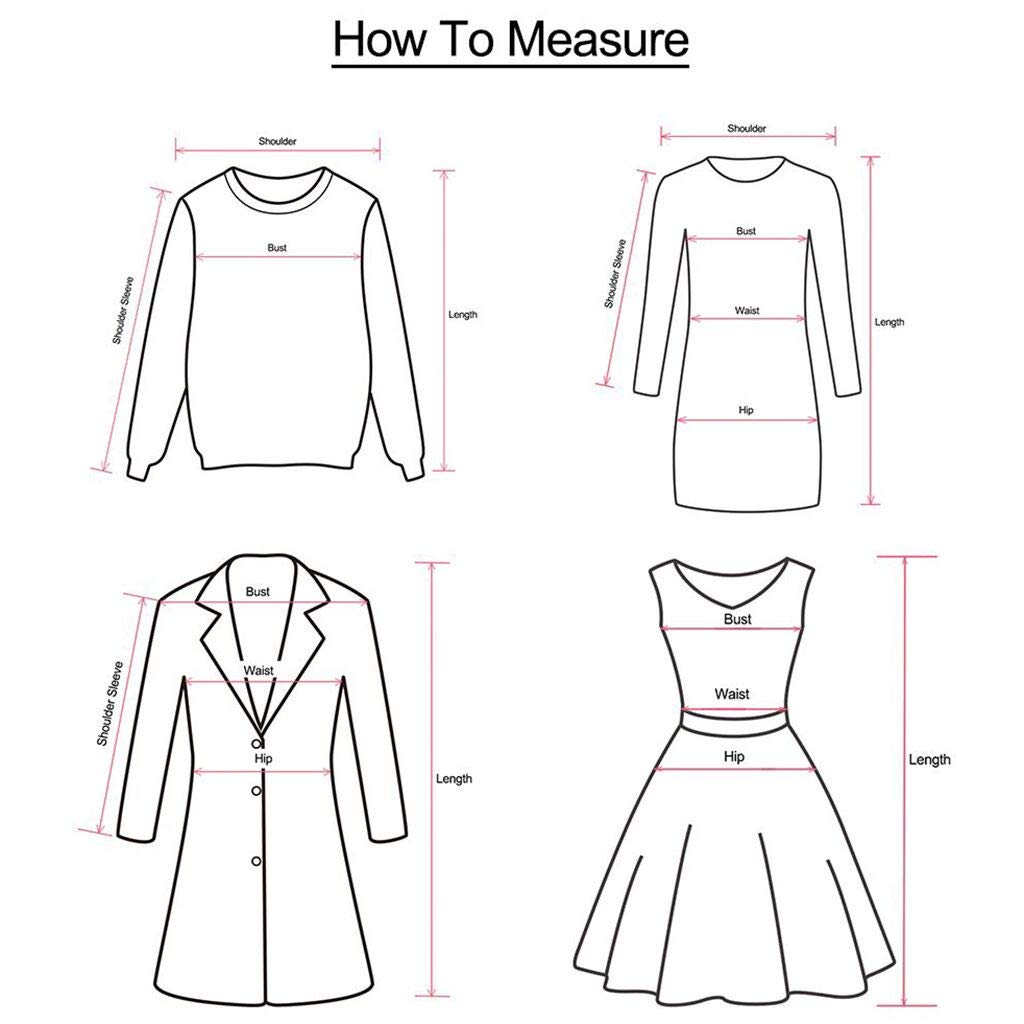 How To Measure
Shoulder
Bust
Shoulder Sleeve
Length
Shoulder
Bust
Shoulder Sleeve
Waist
Length
Hip
Bust
Waist
Shoulder Sleeve
Hip
Length
Bust
Waist
Hip
Length